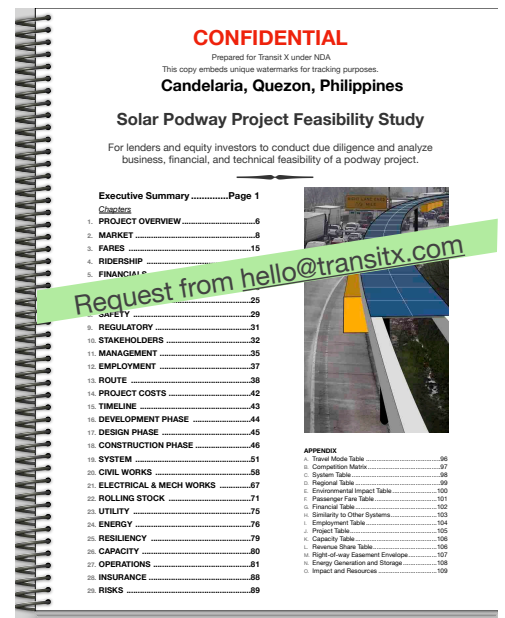 CONFIDENTIAL
Prepared for Transit X under NDA
This copy embeds unique watermarks for tracking purposes.
Candelaria, Quezon, Philippines
Solar Podway Project Feasibility Study
For lenders and equity investors to conduct due diligence and analyze
business, financial, and technical feasibility of a podway project.
Executive Summary ..............Page 1
Chapters
1. PROJECT OVERVIEW ..................................6
2. MARKET ..................................................8
3. FARES ..................................................15
4. RIDERSHIP
5. FINANCIALS
Request from hello@transitx.com
25
8. SAFETY ..................................................29
9. REGULATORY ..................................................31
10. STAKEHOLDERS ..................................................32
11. MANAGEMENT ..................................................35
12. EMPLOYMENT ..................................................37
13. ROUTE ..................................................38
14. PROJECT COSTS ..................................................42
15. TIMELINE ..................................................43
16. DEVELOPMENT PHASE ........................44
17. DESIGN PHASE ..................................45
18. CONSTRUCTION PHASE ........................46
19. SYSTEM ..................................................51
20. CIVIL WORKS ..................................................58
21. ELECTRICAL & MECH WORKS ..............67
22. ROLLING STOCK ..................................71
23. UTILITY ..................................................75
24. ENERGY ..................................................76
25. RESILIENCY ..................................................79
26. CAPACITY ..................................................80
27. OPERATIONS ..................................................81
28. INSURANCE ..................................................88
29. RISKS ..................................................89
APPENDIX
A. Travel Mode Table ..................................96
B. Competition Matrix ..................................97
C. System Table ..................................98
D. Regional Table ..................................99
E. Environmental Impact Table ....................100
F. Passenger Fare Table ..........................101
G. Financial Table ..................................102
H. Similarity to Other Systems ....................103
I. Employment Table ..............................104
J. Project Table ..................................105
K. Capacity Table ..................................106
L. Revenue Share Table ..........................106
M. Right-of-way Easement Envelope ............107
N. Energy Generation and Storage ..............108
O. Impact and Resources ..........................109